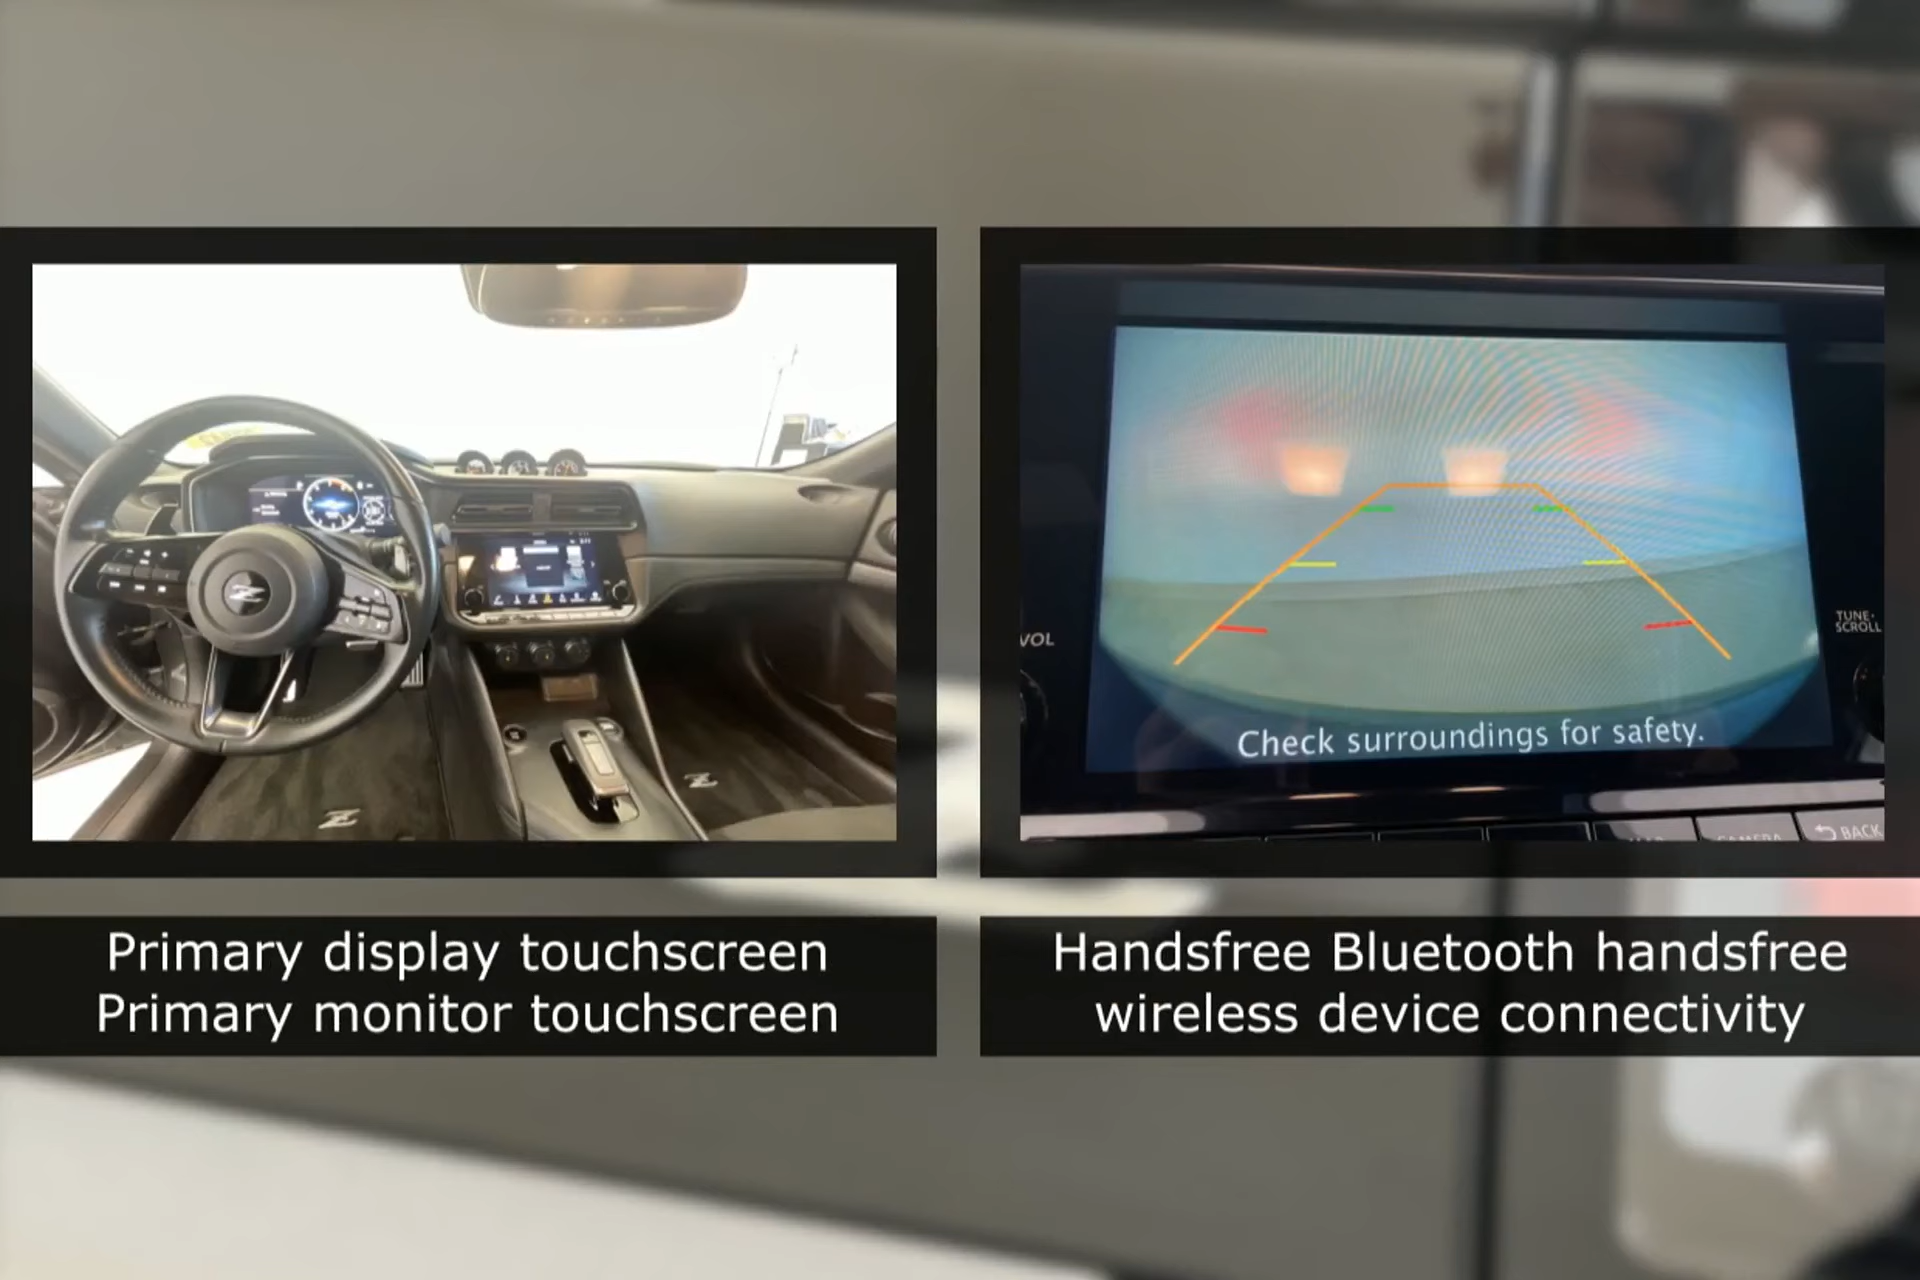 VOL
TUNE·
SCROLL
Check surroundings for safety.
CAMERA
BACK
Primary display touchscreen
Primary monitor touchscreen
Handsfree Bluetooth handsfree
wireless device connectivity